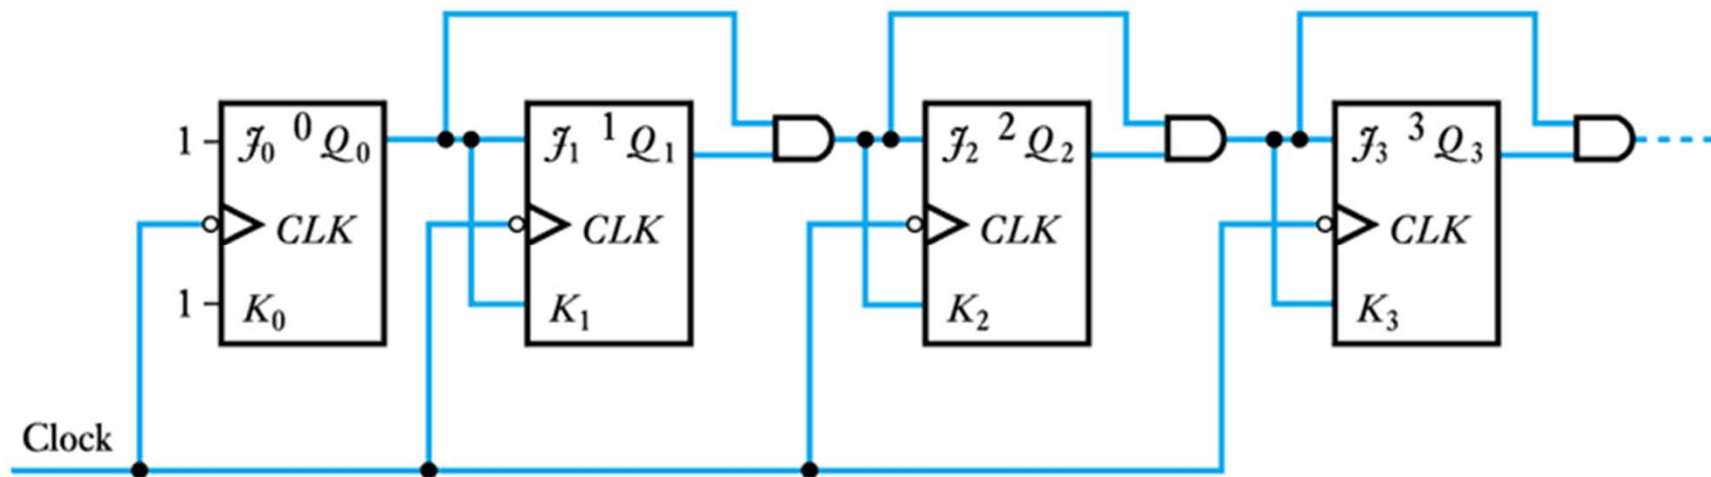 1 𝒥₀ 0 Q₀ 𝒥₁ 1 Q₁ 𝒥₂ 2 Q₂ 𝒥₃ 3 Q₃
CLK CLK CLK CLK
1 K₀ K₁ K₂ K₃
Clock